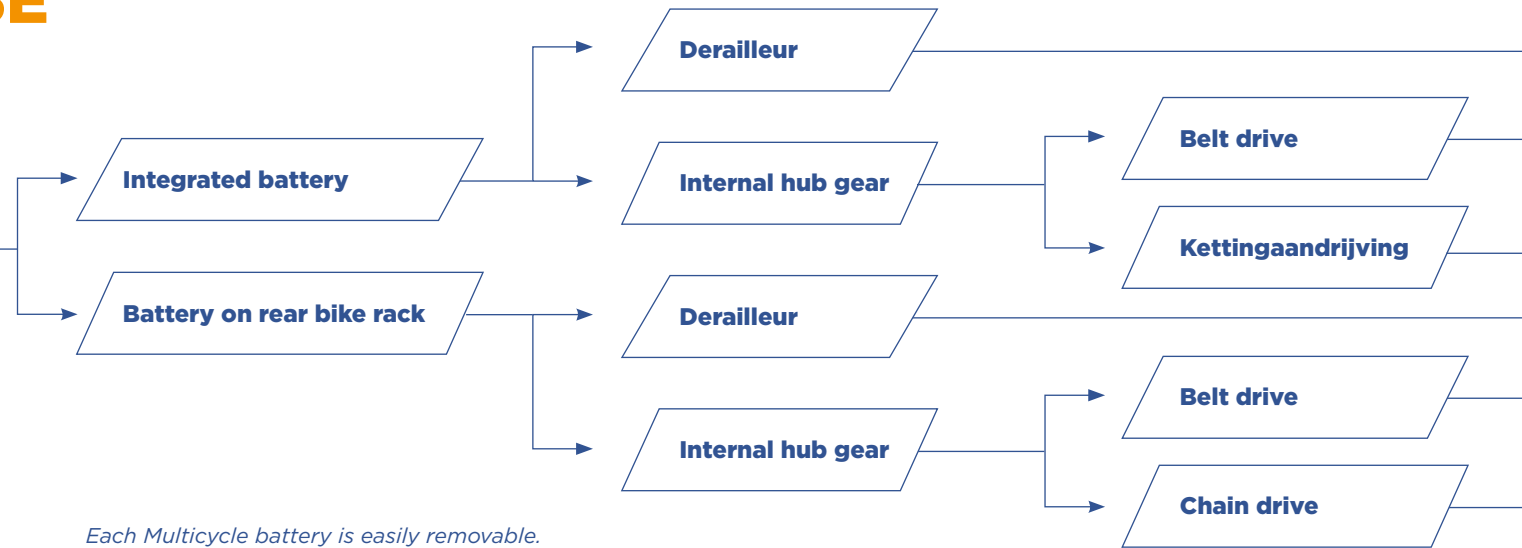 Derailleur
Belt drive
Integrated battery
Internal hub gear
Kettingaandrijving
Battery on rear bike rack
Derailleur
Belt drive
Internal hub gear
Chain drive
Each Multicycle battery is easily removable.